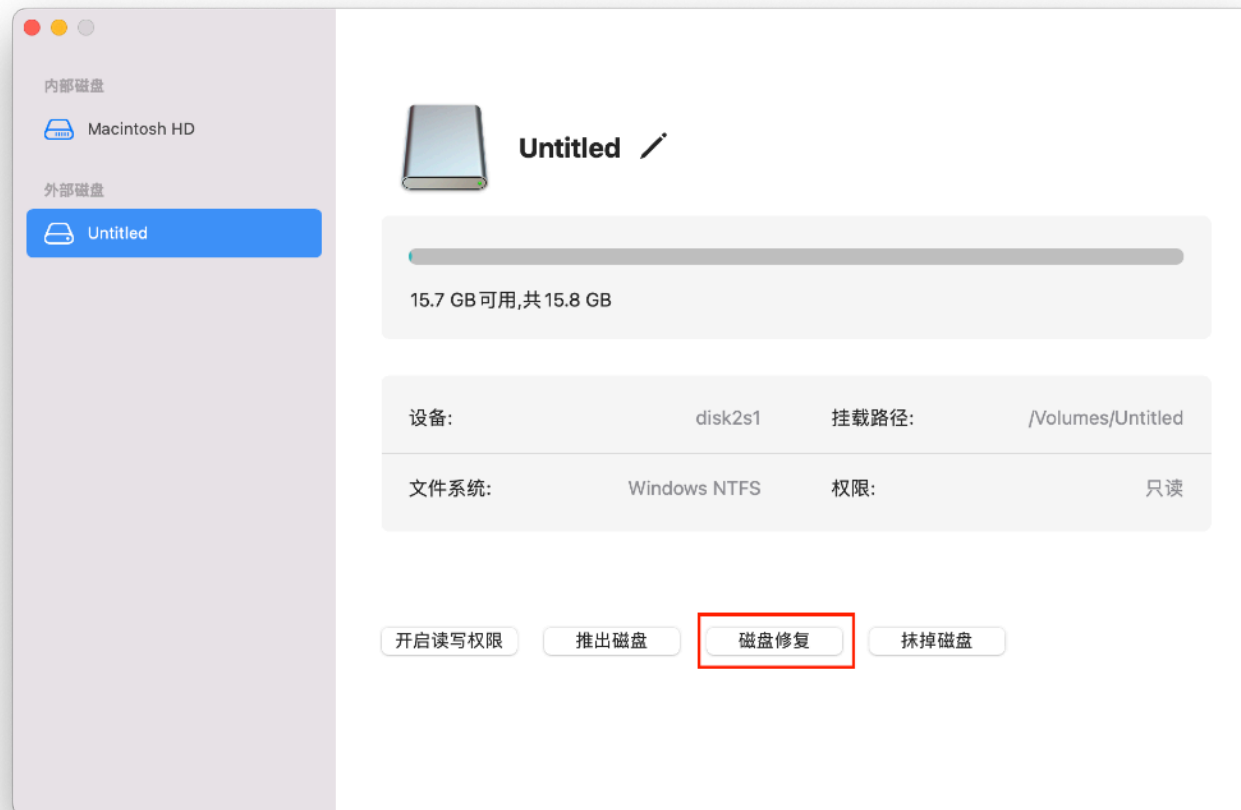 内部磁盘
Macintosh HD
外部磁盘
Untitled
Untitled
15.7 GB可用,共15.8 GB
设备: disk2s1 挂载路径: /Volumes/Untitled
文件系统: Windows NTFS 权限: 只读
开启读写权限 推出磁盘 磁盘修复 抹掉磁盘